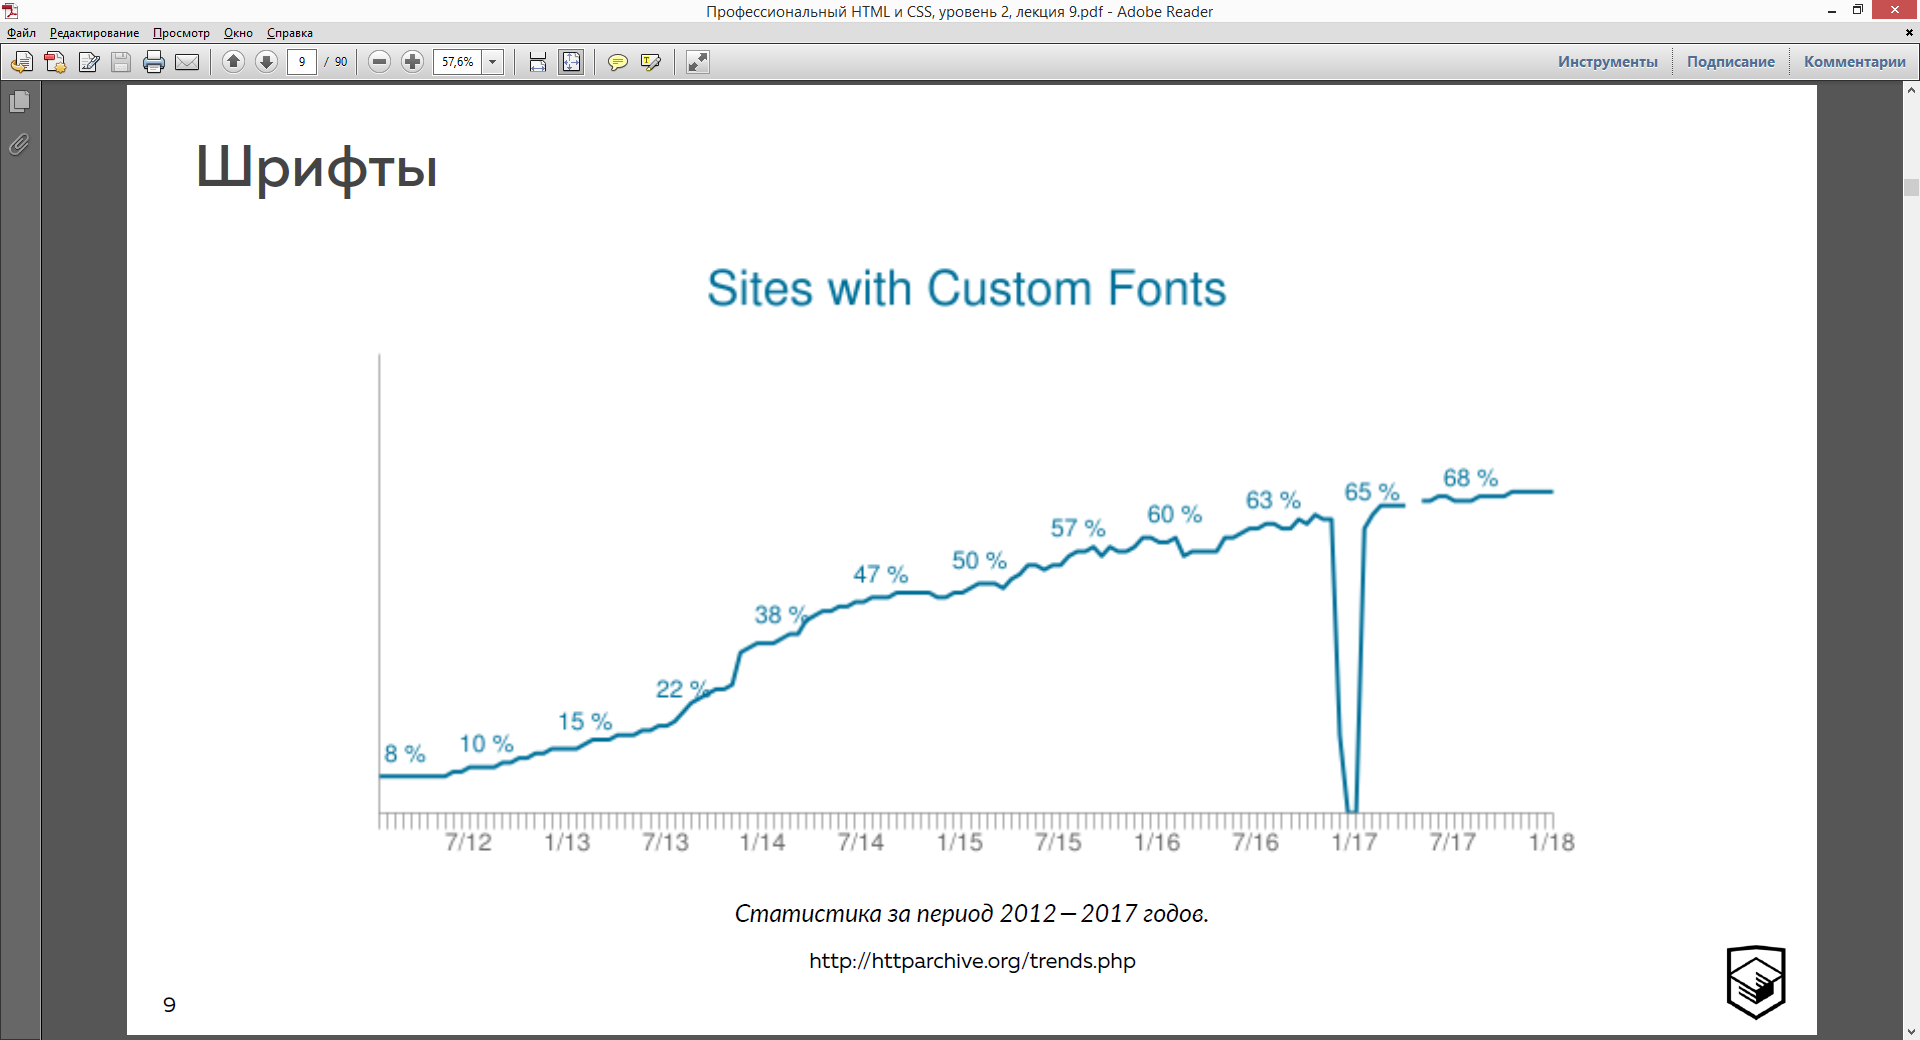 Профессиональный HTML и CSS, уровень 2, лекция 9.pdf - Adobe Reader
Файл Редактирование Просмотр Окно Справка
9 / 90 57,6% Инструменты Подписание Комментарии
Шрифты
Sites with Custom Fonts
8 % 10 % 15 % 22 % 38 % 47 % 50 % 57 % 60 % 63 % 65 % 68 %
7/12 1/13 7/13 1/14 7/14 1/15 7/15 1/16 7/16 1/17 7/17 1/18
Статистика за период 2012 – 2017 годов.
http://httparchive.org/trends.php
9